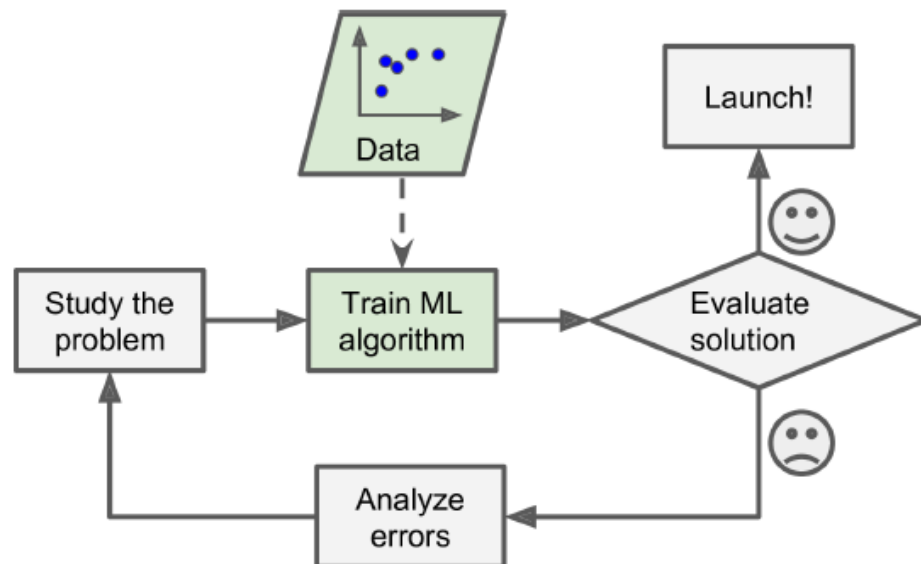 Data
Launch!
Study the
problem
Train ML
algorithm
Evaluate
solution
Analyze
errors